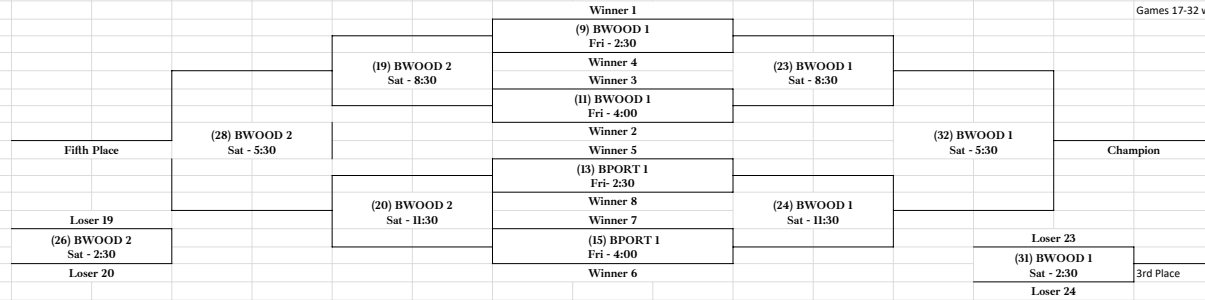 Winner 1
Games 17-32 w
(9) BWOOD 1
Fri - 2:30
(19) BWOOD 2
Sat - 8:30
Winner 4
(23) BWOOD 1
Sat - 8:30
Winner 3
(11) BWOOD 1
Fri - 4:00
(28) BWOOD 2
Sat - 5:30
Winner 2
(32) BWOOD 1
Sat - 5:30
Fifth Place
Winner 5
Champion
(13) BPORT 1
Fri- 2:30
(20) BWOOD 2
Sat - 11:30
Winner 8
(24) BWOOD 1
Sat - 11:30
Loser 19
Winner 7
(26) BWOOD 2
Sat - 2:30
(15) BPORT 1
Fri - 4:00
Loser 23
Loser 20
Winner 6
(31) BWOOD 1
Sat - 2:30
3rd Place
Loser 24